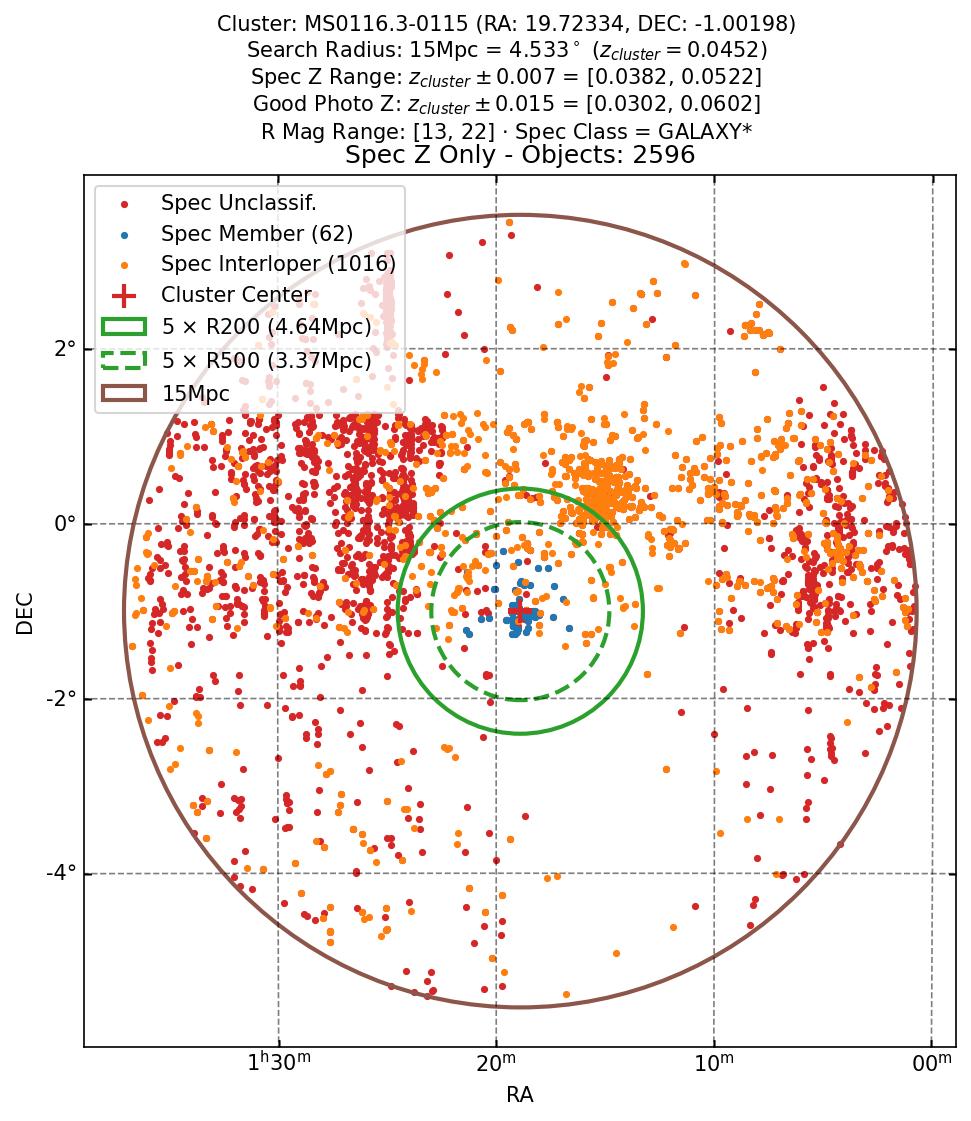 Cluster: MS0116.3-0115 (RA: 19.72334, DEC: -1.00198)
Search Radius: 15Mpc = 4.533° (z_cluster = 0.0452)
Spec Z Range: z_cluster ± 0.007 = [0.0382, 0.0522]
Good Photo Z: z_cluster ± 0.015 = [0.0302, 0.0602]
R Mag Range: [13, 22] · Spec Class = GALAXY*
Spec Z Only - Objects: 2596
Spec Unclassif.
Spec Member (62)
Spec Interloper (1016)
Cluster Center
5 × R200 (4.64Mpc)
5 × R500 (3.37Mpc)
15Mpc
2°
0°
-2°
-4°
DEC
1ʰ30ᵐ
20ᵐ
10ᵐ
00ᵐ
RA